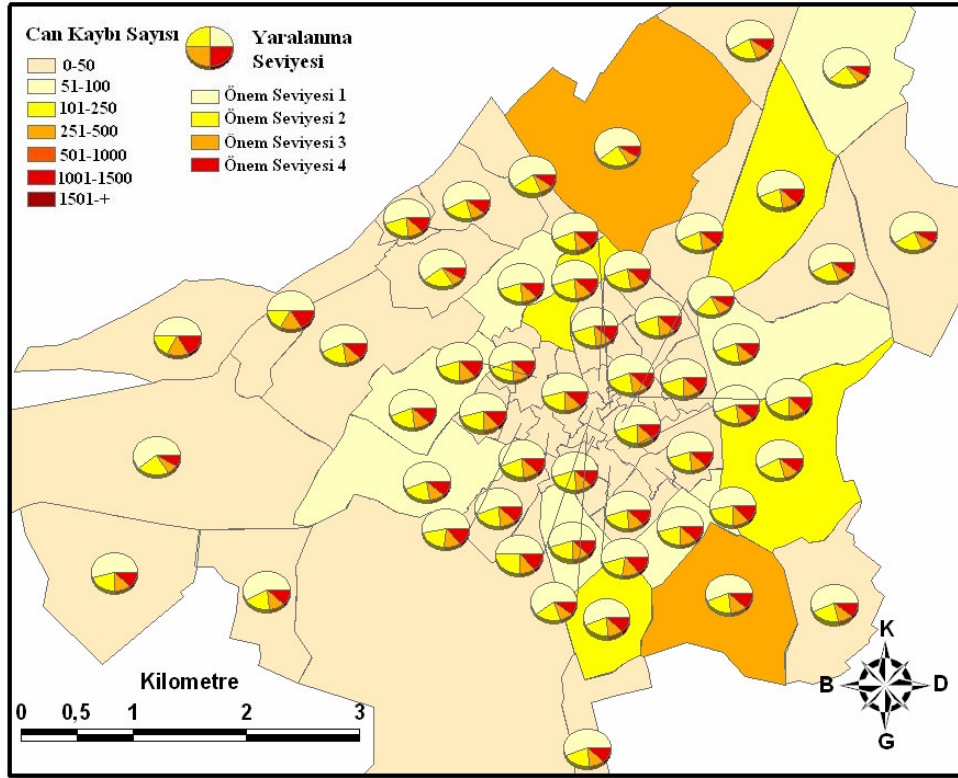 Can Kaybı Sayısı
0-50
51-100
101-250
251-500
501-1000
1001-1500
1501-+
Yaralanma
Seviyesi
Önem Seviyesi 1
Önem Seviyesi 2
Önem Seviyesi 3
Önem Seviyesi 4
Kilometre
0 0,5 1 2 3
K
B D
G